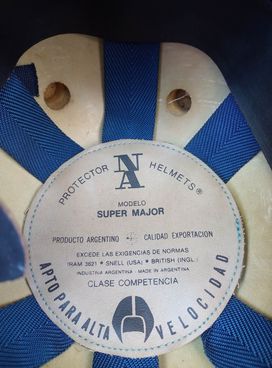 PROTECTOR NA HELMETS®
MODELO
SUPER MAJOR
PRODUCTO ARGENTINO CALIDAD EXPORTACION
EXCEDE LAS EXIGENCIAS DE NORMAS
IRAM 3621 * SNELL (USA) * BRITISH (INGL.)
INDUSTRIA ARGENTINA - MADE IN ARGENTINA
CLASE COMPETENCIA
APTO PARA ALTA VELOCIDAD